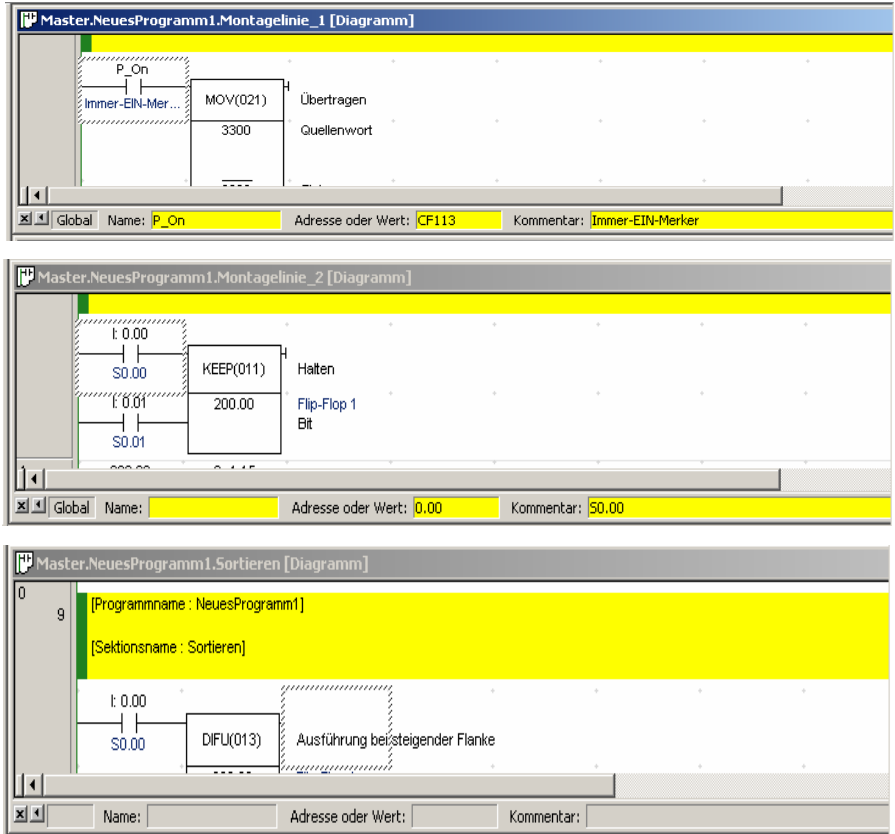 Master.NeuesProgramm1.Montagelinie_1 [Diagramm]
P_On
Immer-EIN-Mer...
MOV(021)
Übertragen
3300
Quellenwort
Global Name: P_On Adresse oder Wert: CF113 Kommentar: Immer-EIN-Merker
Master.NeuesProgramm1.Montagelinie_2 [Diagramm]
I: 0.00
S0.00
KEEP(011)
Halten
I: 0.01
200.00
Flip-Flop 1
Bit
S0.01
Global Name: Adresse oder Wert: 0.00 Kommentar: S0.00
Master.NeuesProgramm1.Sortieren [Diagramm]
0
9
[Programmname : NeuesProgramm1]
[Sektionsname : Sortieren]
I: 0.00
S0.00
DIFU(013)
Ausführung bei steigender Flanke
Name: Adresse oder Wert: Kommentar: